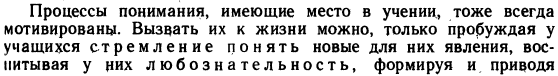 Процессы понимания, имеющие место в учении, тоже всегда
мотивированы. Вызвать их к жизни можно, только пробуждая у
учащихся стремление понять новые для них явления, вос-
питывая у них любознательность, формируя и приводя